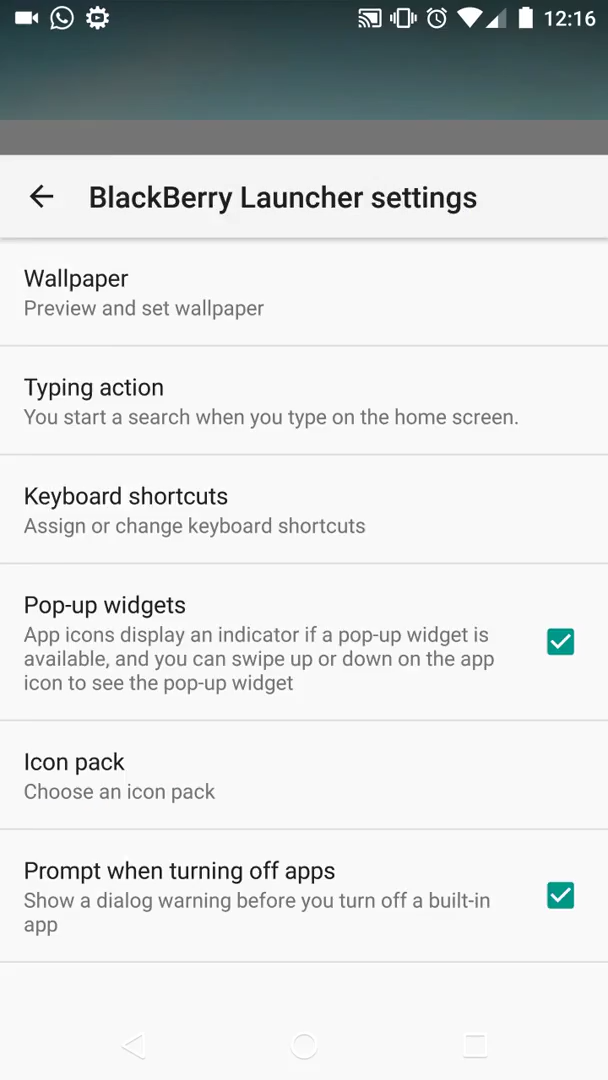 12:16
BlackBerry Launcher settings
Wallpaper
Preview and set wallpaper
Typing action
You start a search when you type on the home screen.
Keyboard shortcuts
Assign or change keyboard shortcuts
Pop-up widgets
App icons display an indicator if a pop-up widget is
available, and you can swipe up or down on the app
icon to see the pop-up widget
Icon pack
Choose an icon pack
Prompt when turning off apps
Show a dialog warning before you turn off a built-in
app